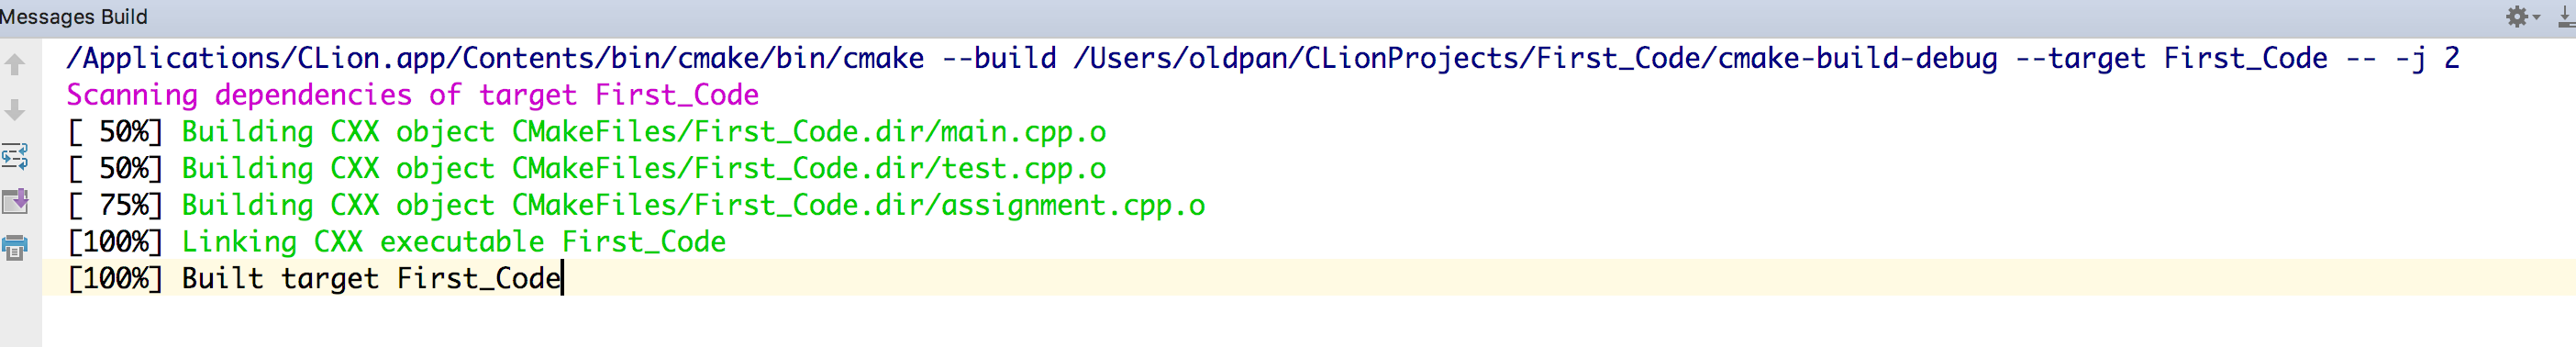 Messages Build
/Applications/CLion.app/Contents/bin/cmake/bin/cmake --build /Users/oldpan/CLionProjects/First_Code/cmake-build-debug --target First_Code -- -j 2
Scanning dependencies of target First_Code
[ 50%] Building CXX object CMakeFiles/First_Code.dir/main.cpp.o
[ 50%] Building CXX object CMakeFiles/First_Code.dir/test.cpp.o
[ 75%] Building CXX object CMakeFiles/First_Code.dir/assignment.cpp.o
[100%] Linking CXX executable First_Code
[100%] Built target First_Code